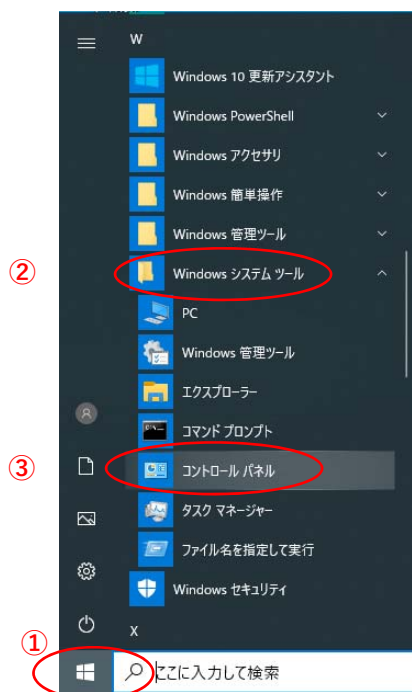 W
Windows 10 更新アシスタント
Windows PowerShell
Windows アクセサリ
Windows 簡単操作
Windows 管理ツール
② Windows システム ツール
PC
Windows 管理ツール
エクスプローラー
コマンド プロンプト
③ コントロール パネル
タスク マネージャー
ファイル名を指定して実行
Windows セキュリティ
X
①
ここに入力して検索